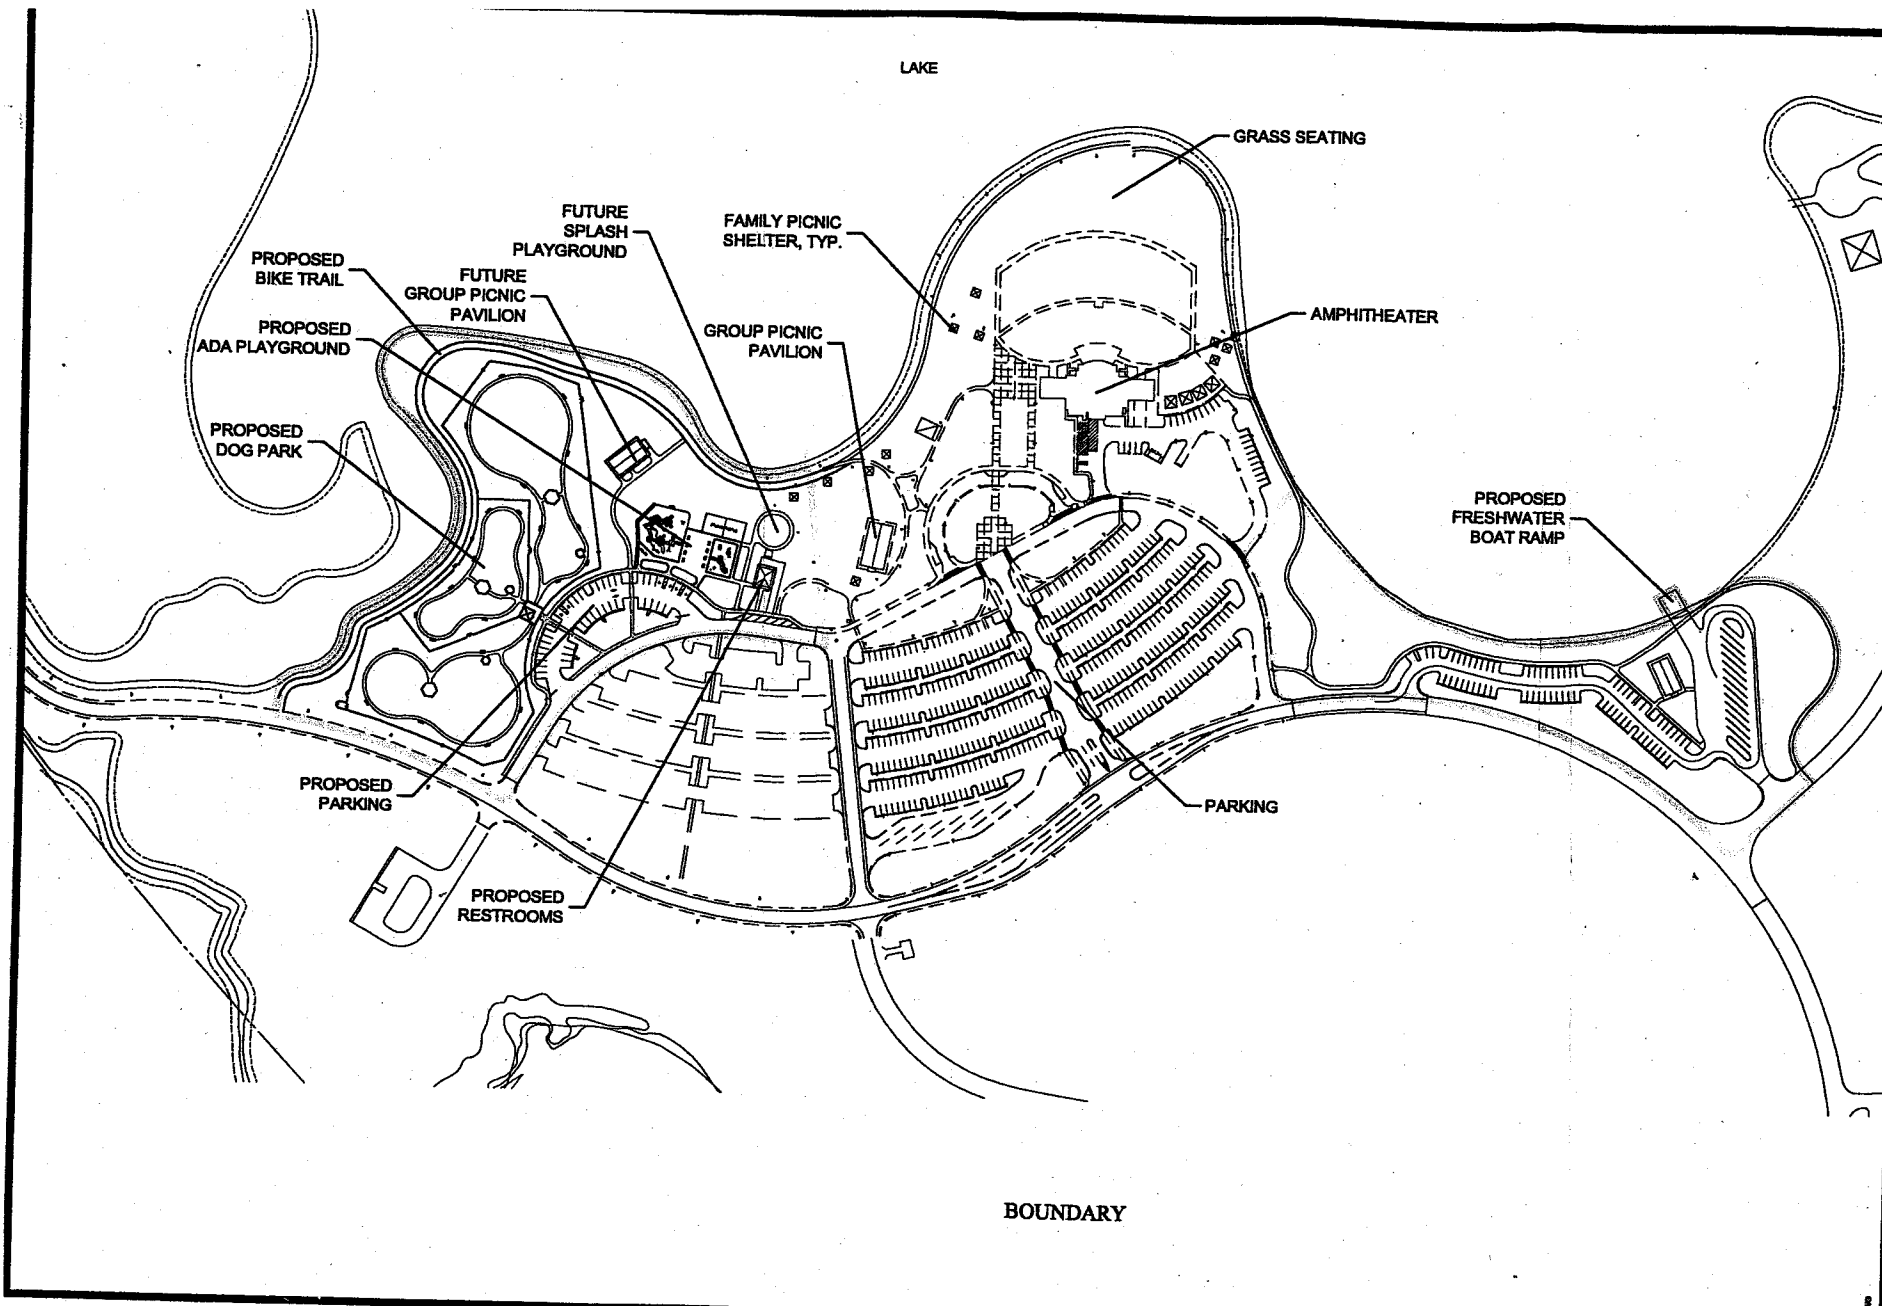 LAKE
GRASS SEATING
FUTURE
SPLASH
PLAYGROUND
FAMILY PICNIC
SHELTER, TYP.
PROPOSED
BIKE TRAIL
FUTURE
GROUP PICNIC
PAVILION
AMPHITHEATER
PROPOSED
ADA PLAYGROUND
GROUP PICNIC
PAVILION
PROPOSED
DOG PARK
PROPOSED
FRESHWATER
BOAT RAMP
PROPOSED
PARKING
PARKING
PROPOSED
RESTROOMS
BOUNDARY